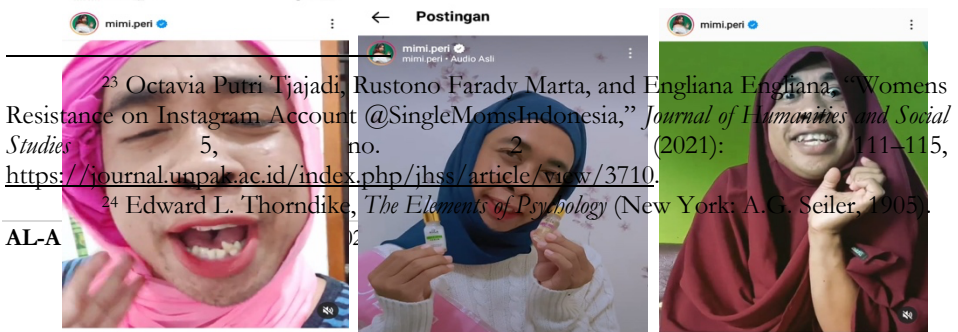 mimi.peri
Postingan
mimi.peri
mimi.peri • Audio Asli
mimi.peri
23 Octavia Putri Tjajadi, Rustono Farady Marta, and Engliana Engliana, “Womens
Resistance on Instagram Account @SingleMomsIndonesia,” Journal of Humanities and Social
Studies 5, no. 2 (2021): 111–115,
https://journal.unpak.ac.id/index.php/jhss/article/view/3710.
24 Edward L. Thorndike, The Elements of Psychology (New York: A.G. Seiler, 1905).
AL-A